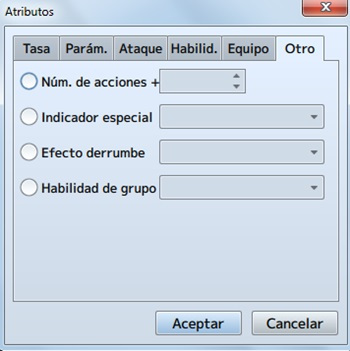 Atributos
Tasa Parám. Ataque Habilid. Equipo Otro
Núm. de acciones +
Indicador especial
Efecto derrumbe
Habilidad de grupo
Aceptar Cancelar